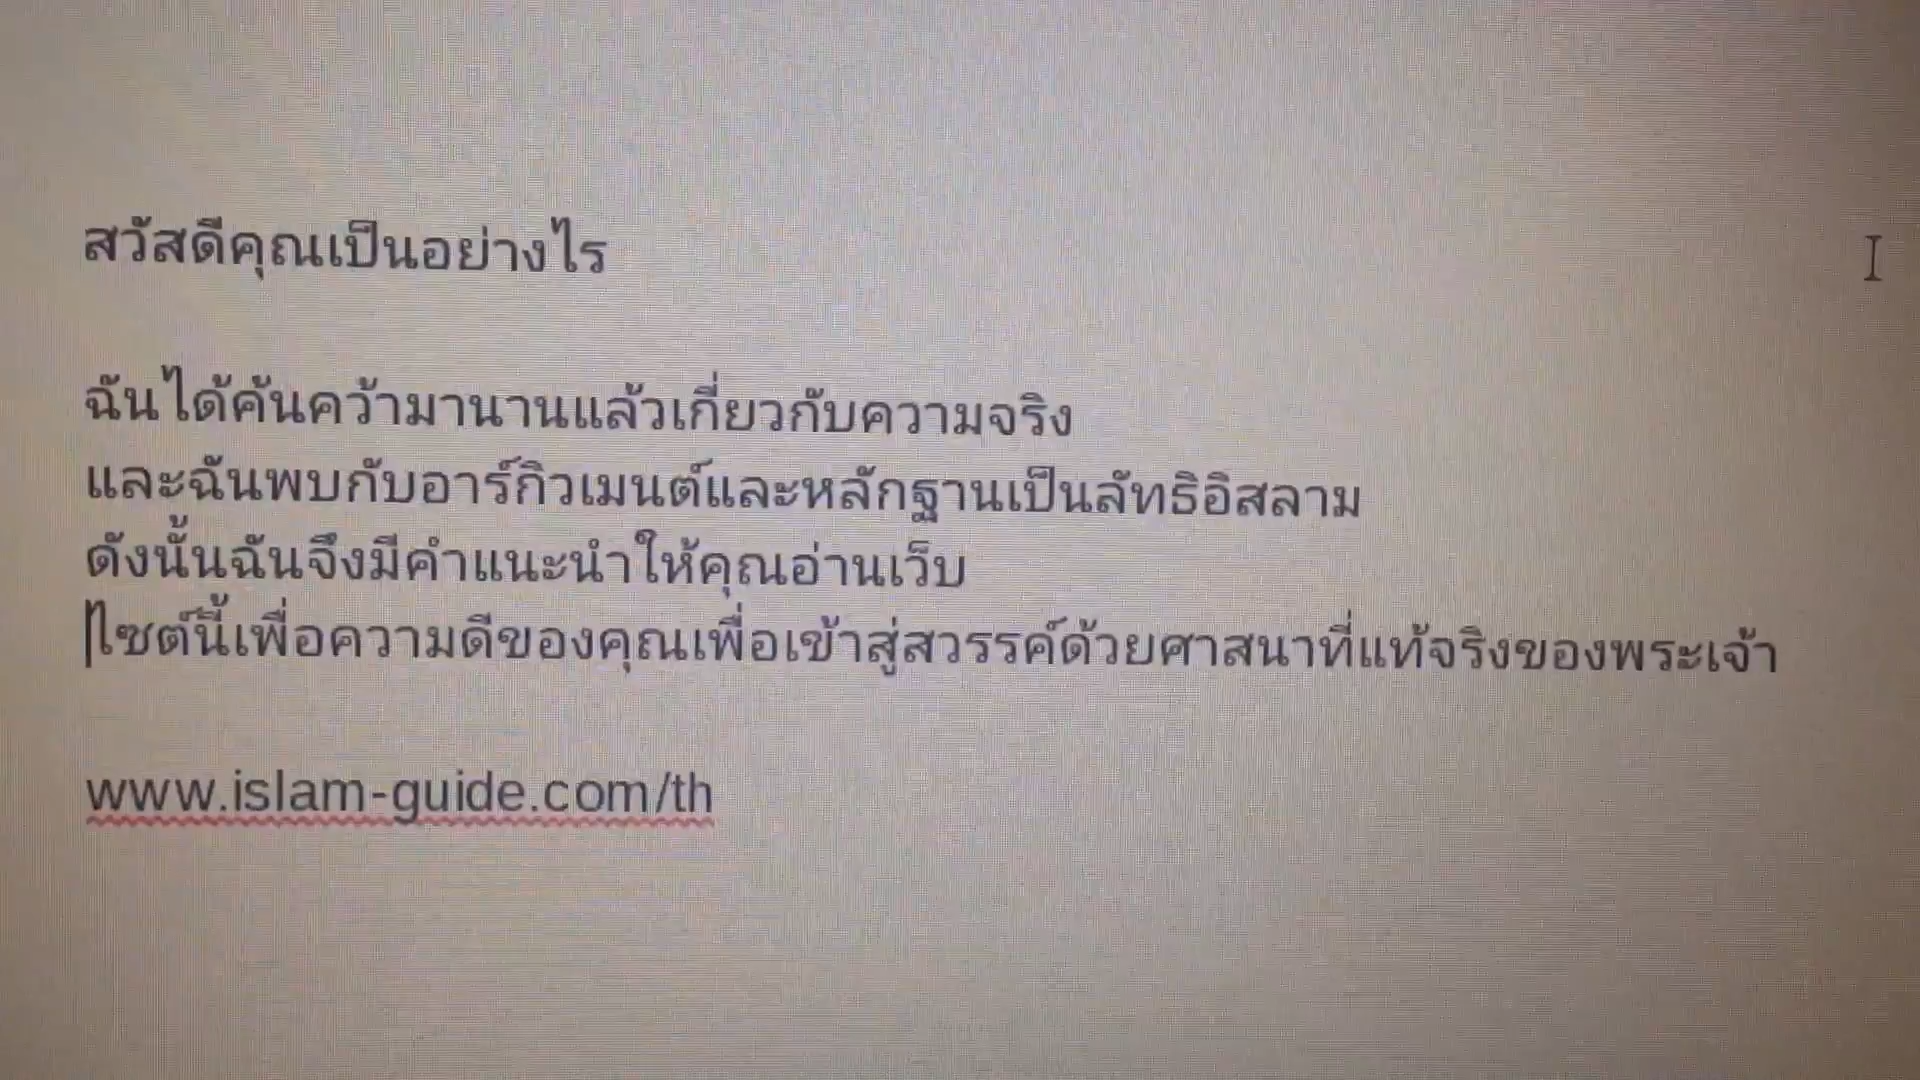 สวัสดีคุณเป็นอย่างไร
ฉันได้ค้นคว้ามานานแล้วเกี่ยวกับความจริง
และฉันพบกับอาร์กิวเมนต์และหลักฐานเป็นลัทธิอิสลาม
ดังนั้นฉันจึงมีคำแนะนำให้คุณอ่านเว็บ
ไซต์นี้เพื่อความดีของคุณเพื่อเข้าสู่สวรรค์ด้วยศาสนาที่แท้จริงของพระเจ้า
www.islam-guide.com/th